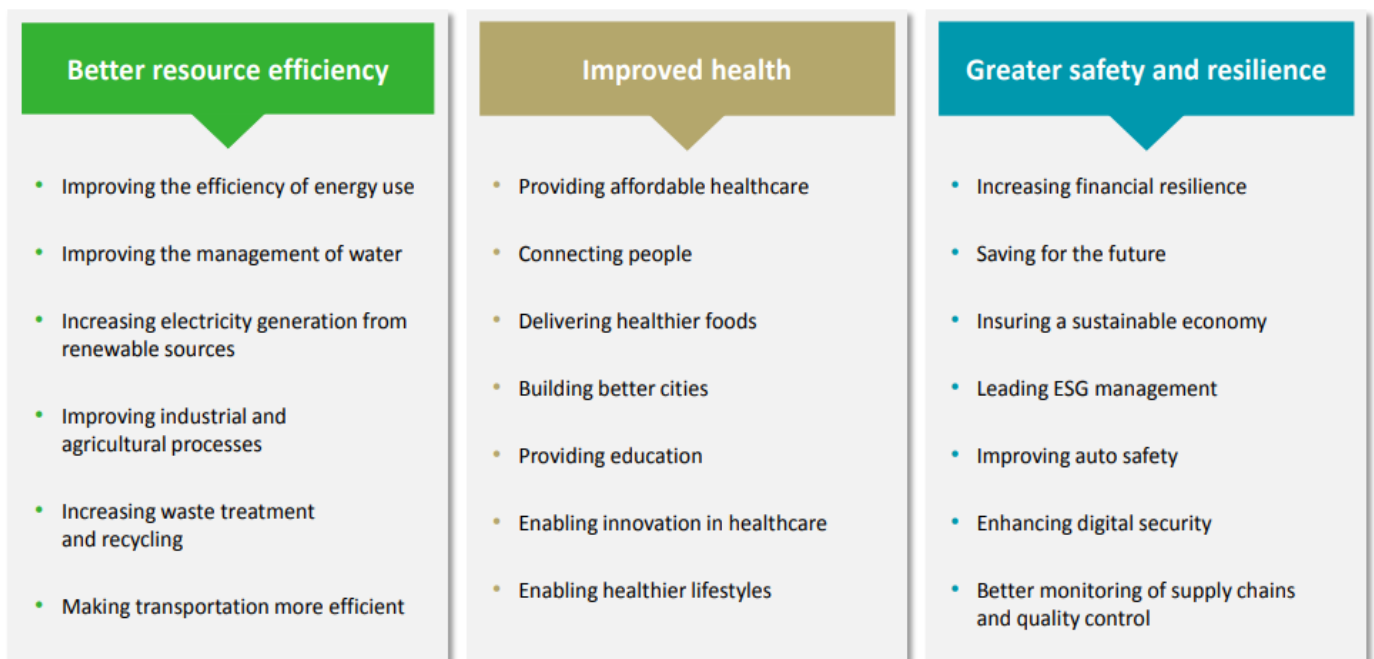 Better resource efficiency
• Improving the efficiency of energy use
• Improving the management of water
• Increasing electricity generation from
renewable sources
• Improving industrial and
agricultural processes
• Increasing waste treatment
and recycling
• Making transportation more efficient
Improved health
• Providing affordable healthcare
• Connecting people
• Delivering healthier foods
• Building better cities
• Providing education
• Enabling innovation in healthcare
• Enabling healthier lifestyles
Greater safety and resilience
• Increasing financial resilience
• Saving for the future
• Insuring a sustainable economy
• Leading ESG management
• Improving auto safety
• Enhancing digital security
• Better monitoring of supply chains
and quality control